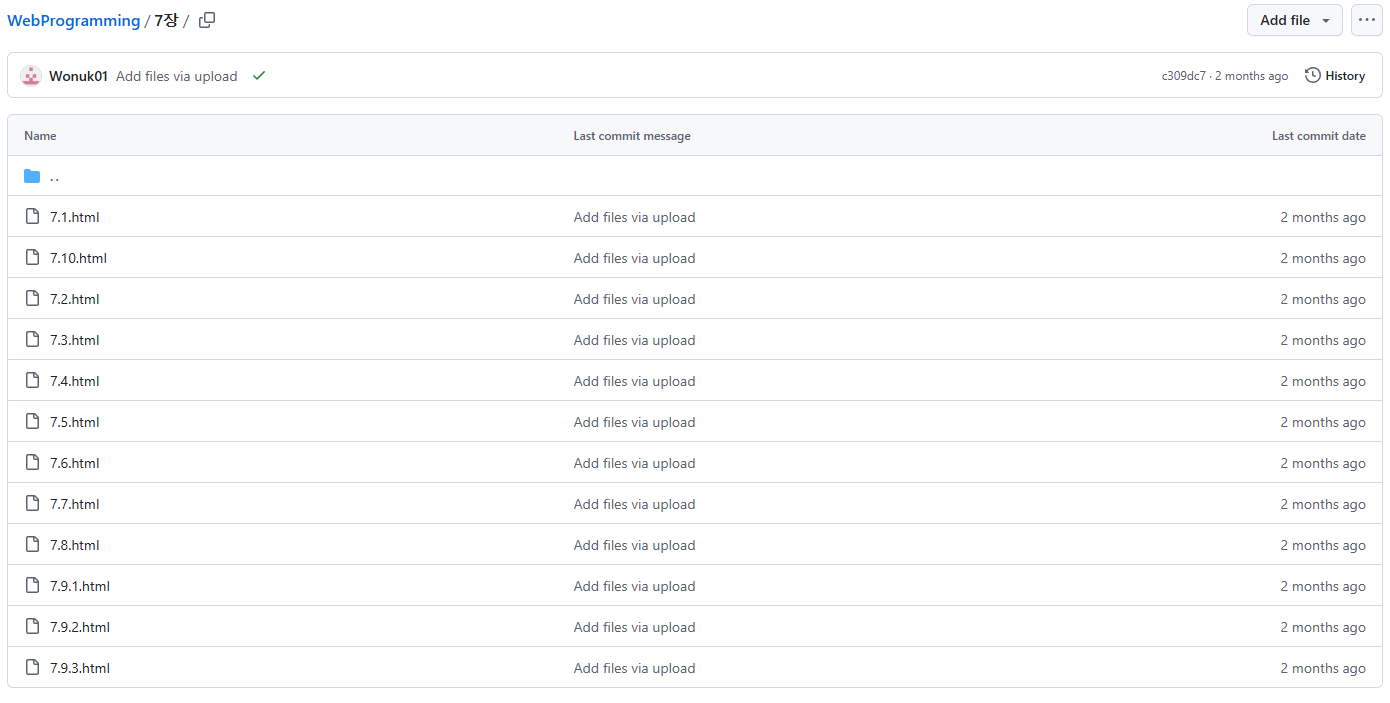 WebProgramming / 7장 /
Add file
Wonuk01 Add files via upload
c309dc7 · 2 months ago History
Name Last commit message Last commit date
..
7.1.html Add files via upload 2 months ago
7.10.html Add files via upload 2 months ago
7.2.html Add files via upload 2 months ago
7.3.html Add files via upload 2 months ago
7.4.html Add files via upload 2 months ago
7.5.html Add files via upload 2 months ago
7.6.html Add files via upload 2 months ago
7.7.html Add files via upload 2 months ago
7.8.html Add files via upload 2 months ago
7.9.1.html Add files via upload 2 months ago
7.9.2.html Add files via upload 2 months ago
7.9.3.html Add files via upload 2 months ago